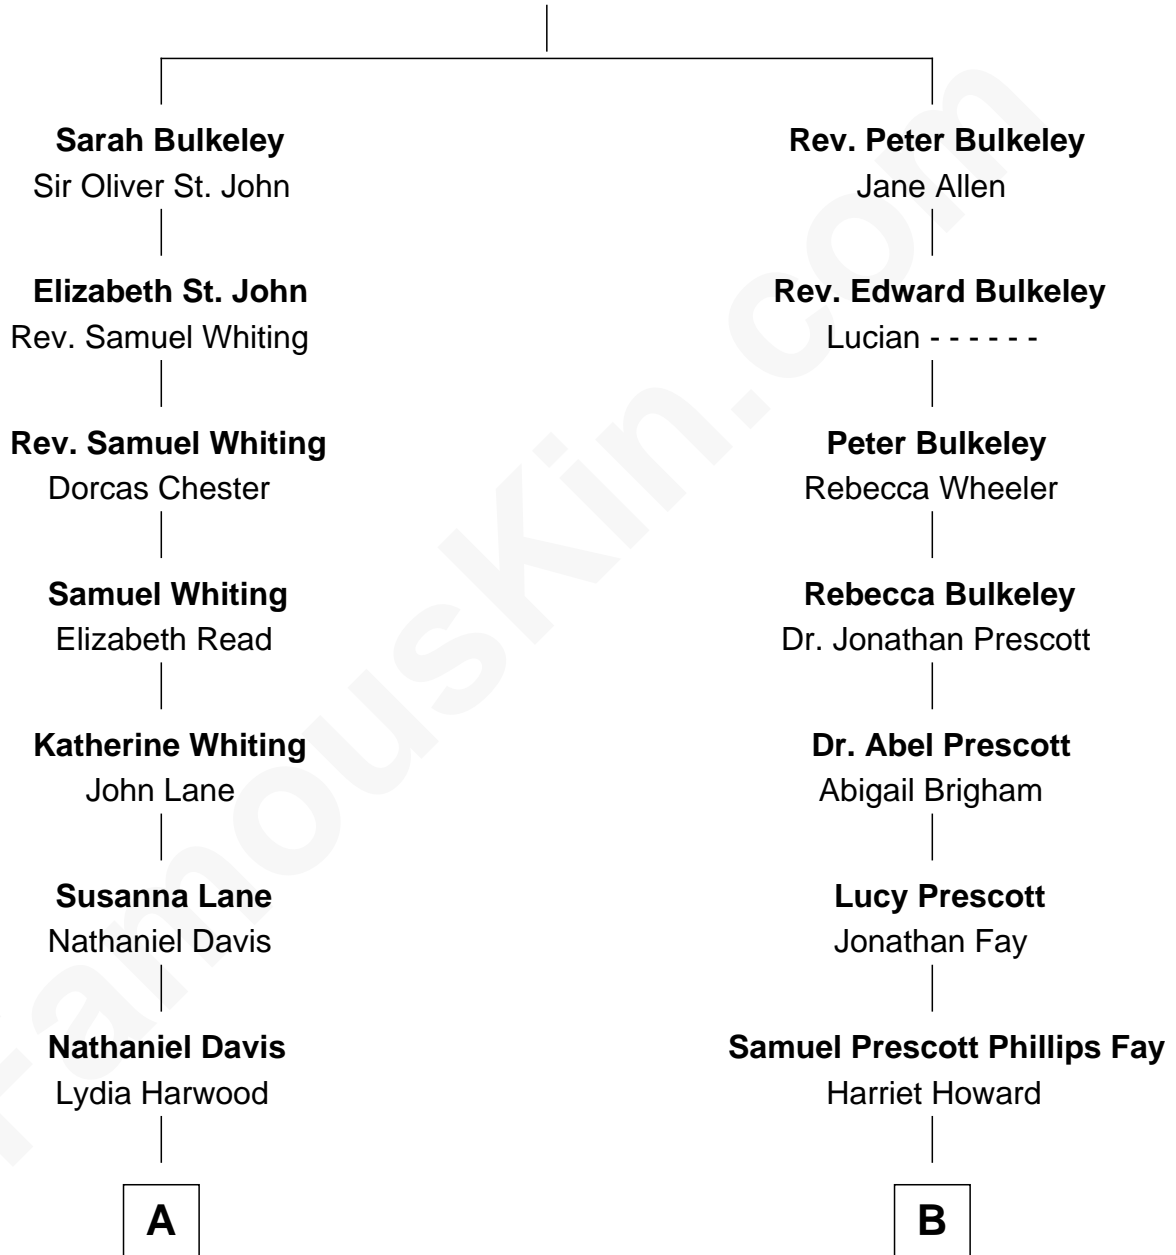 Sarah Bulkeley
Sir Oliver St. John
Elizabeth St. John
Rev. Samuel Whiting
Rev. Samuel Whiting
Dorcas Chester
Samuel Whiting
Elizabeth Read
Katherine Whiting
John Lane
Susanna Lane
Nathaniel Davis
Nathaniel Davis
Lydia Harwood
A
Rev. Peter Bulkeley
Jane Allen
Rev. Edward Bulkeley
Lucian - - - - - -
Peter Bulkeley
Rebecca Wheeler
Rebecca Bulkeley
Dr. Jonathan Prescott
Dr. Abel Prescott
Abigail Brigham
Lucy Prescott
Jonathan Fay
Samuel Prescott Phillips Fay
Harriet Howard
B
FamousKin.com